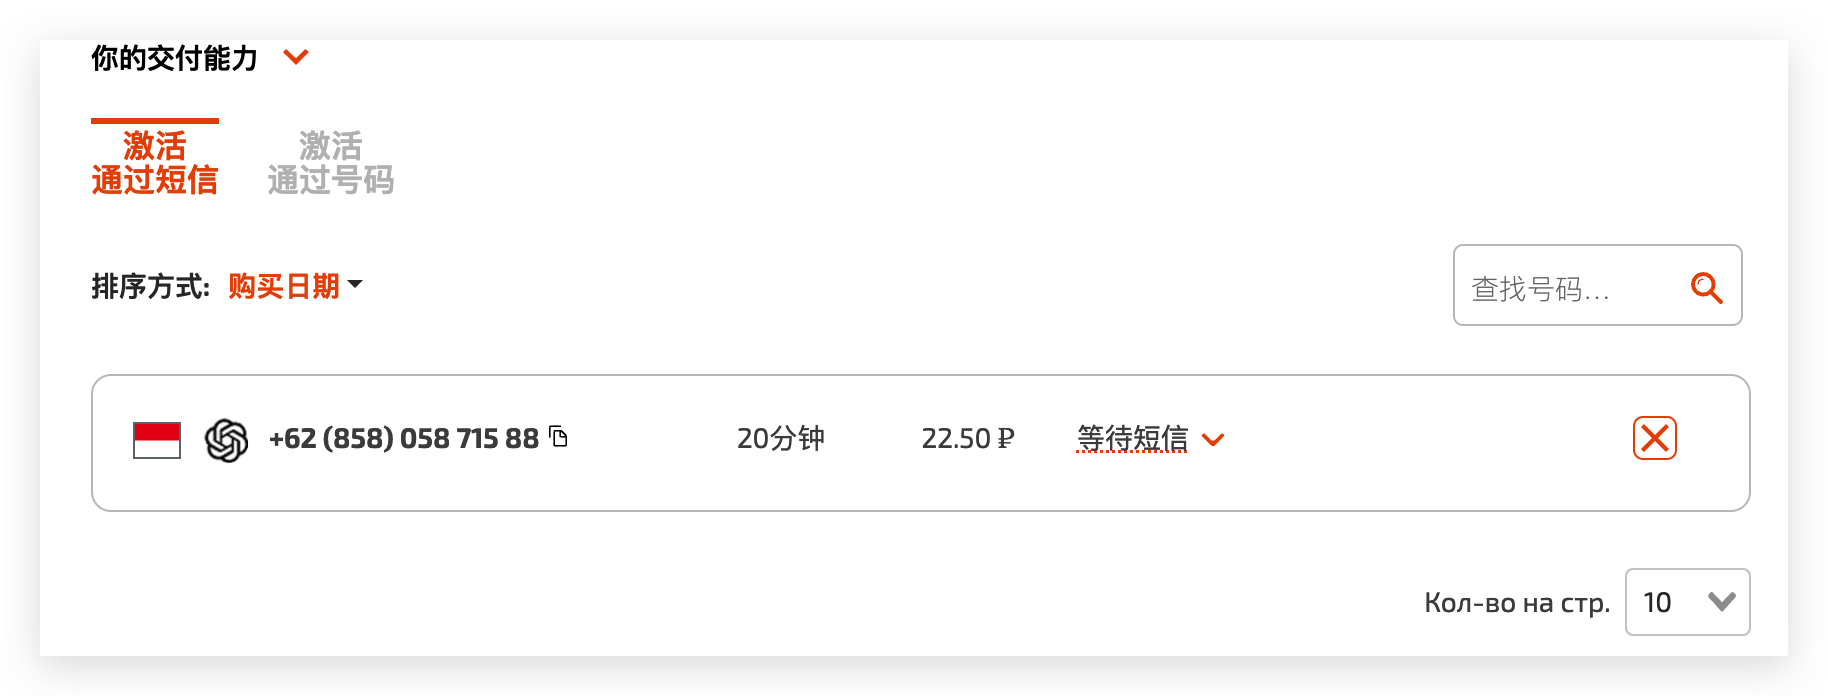 你的交付能力
激活
通过短信
激活
通过号码
排序方式: 购买日期
查找号码...
+62 (858) 058 715 88 20分钟 22.50 ₽ 等待短信
Кол-во на стр. 10